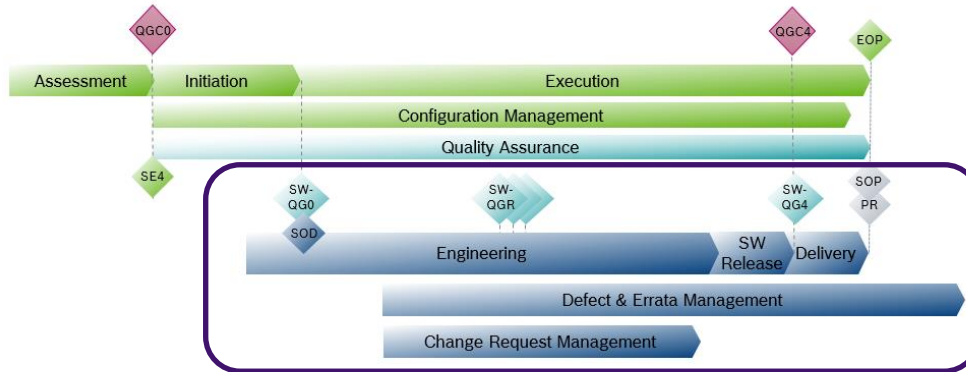 QGC0
QGC4
EOP
Assessment
Initiation
Execution
Configuration Management
Quality Assurance
SE4
SW-
QG0
SOD
SW-
QGR
SW-
QG4
SOP
PR
Engineering
SW
Release
Delivery
Defect & Errata Management
Change Request Management